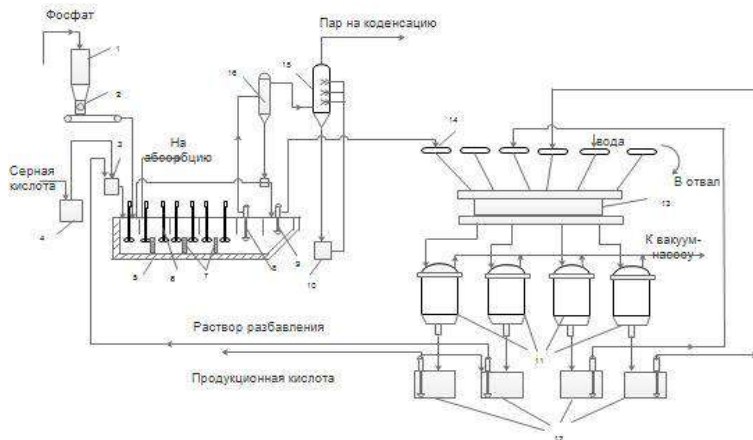 Фосфат
Пар на коденсацию
1
2
3
16
15
14
На
абсорбцию
Серная
кислота
4
вода
В отвал
13
5
6
7
8
9
10
К вакуум-
насосу
11
Раствор разбавления
Продукционная кислота
12